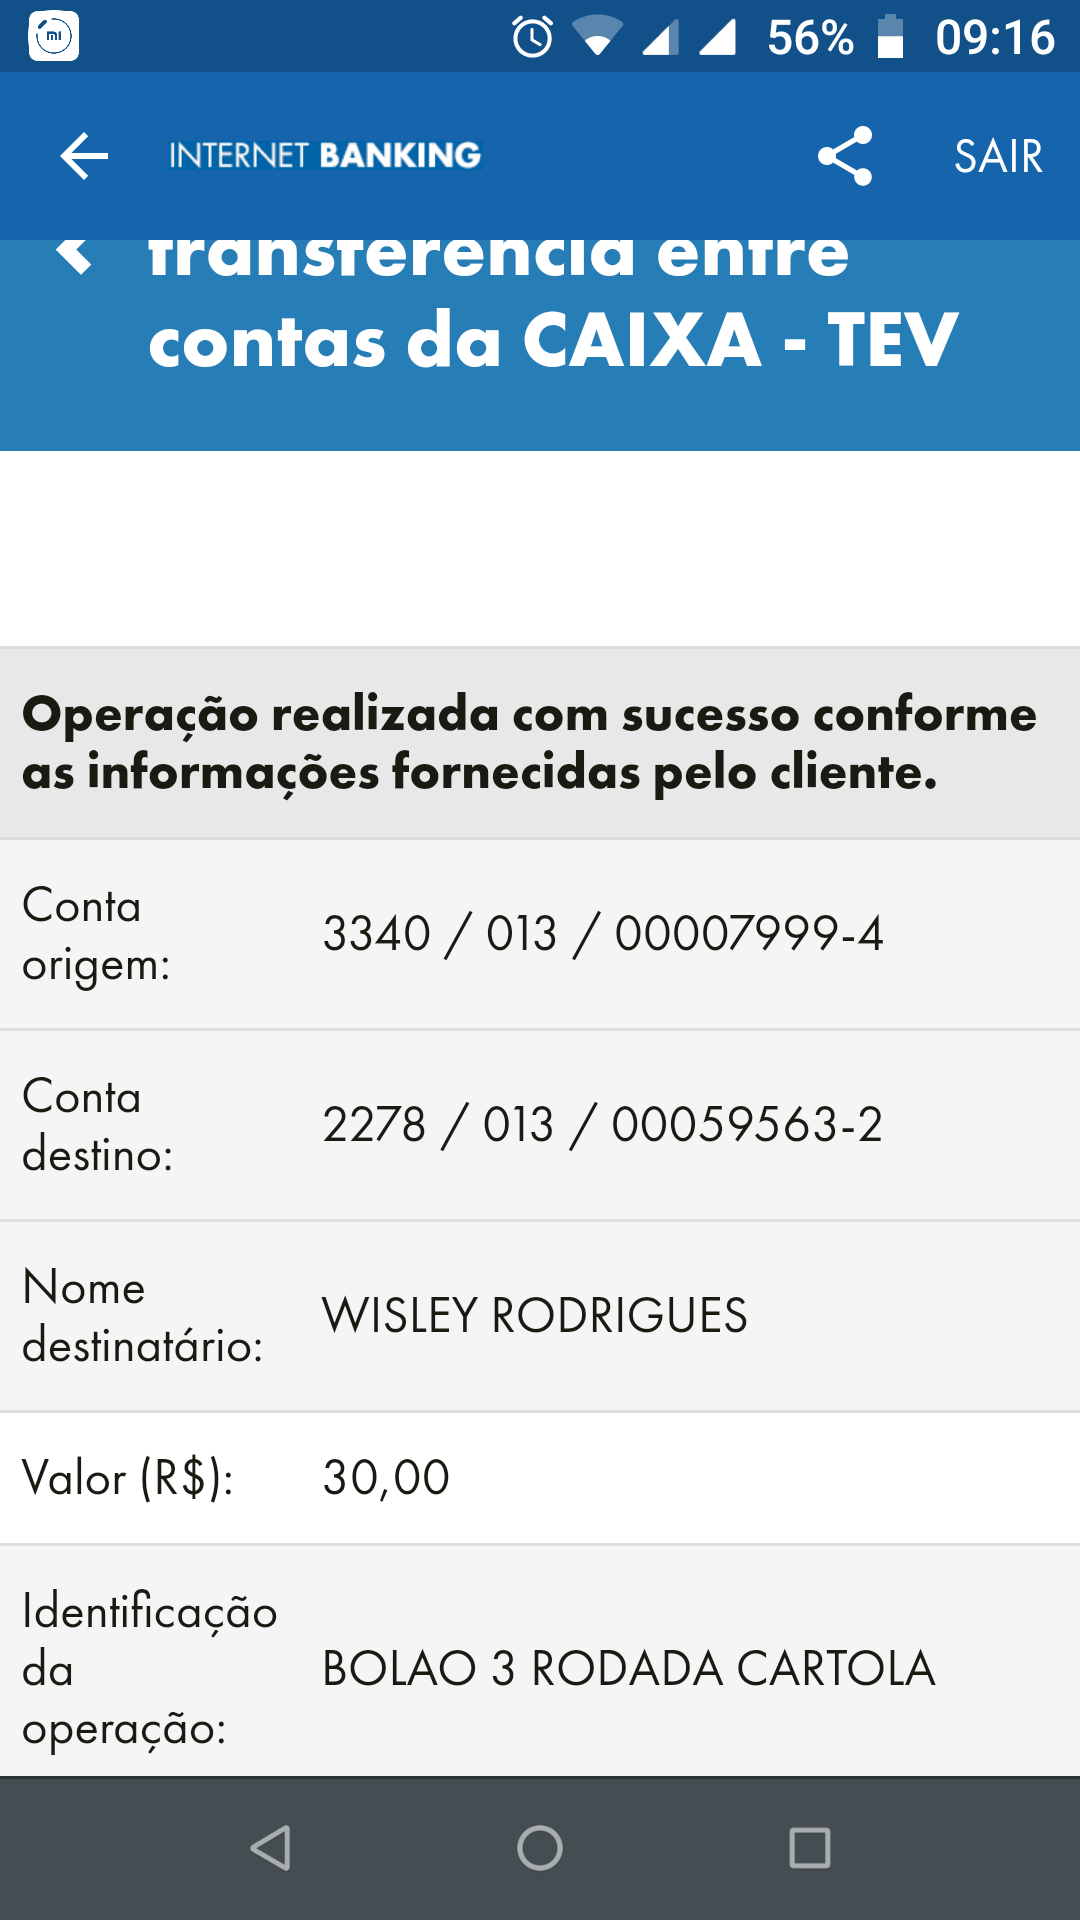 mi
56%
09:16
INTERNET BANKING
SAIR
transferência entre
contas da CAIXA - TEV
Operação realizada com sucesso conforme
as informações fornecidas pelo cliente.
Conta
origem:
3340 / 013 / 00007999-4
Conta
destino:
2278 / 013 / 00059563-2
Nome
destinatário:
WISLEY RODRIGUES
Valor (R$):
30,00
Identificação
da
operação:
BOLAO 3 RODADA CARTOLA